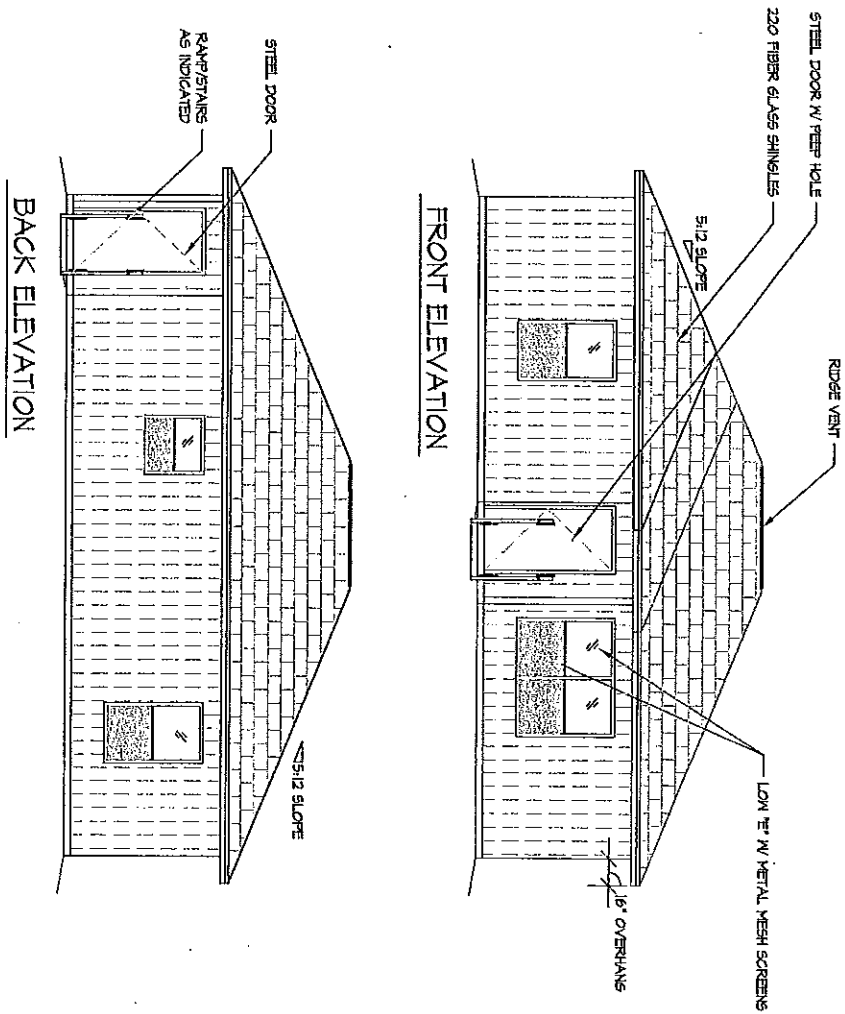 RIDGE VENT
STEEL DOOR W/ PEEP HOLE
220 FIBER GLASS SHINGLES
5:12 SLOPE
LOW "E" W/ METAL MESH SCREENS
16" OVERHANG
FRONT ELEVATION
STEEL DOOR
RAMP/STAIRS
AS INDICATED
5:12 SLOPE
BACK ELEVATION